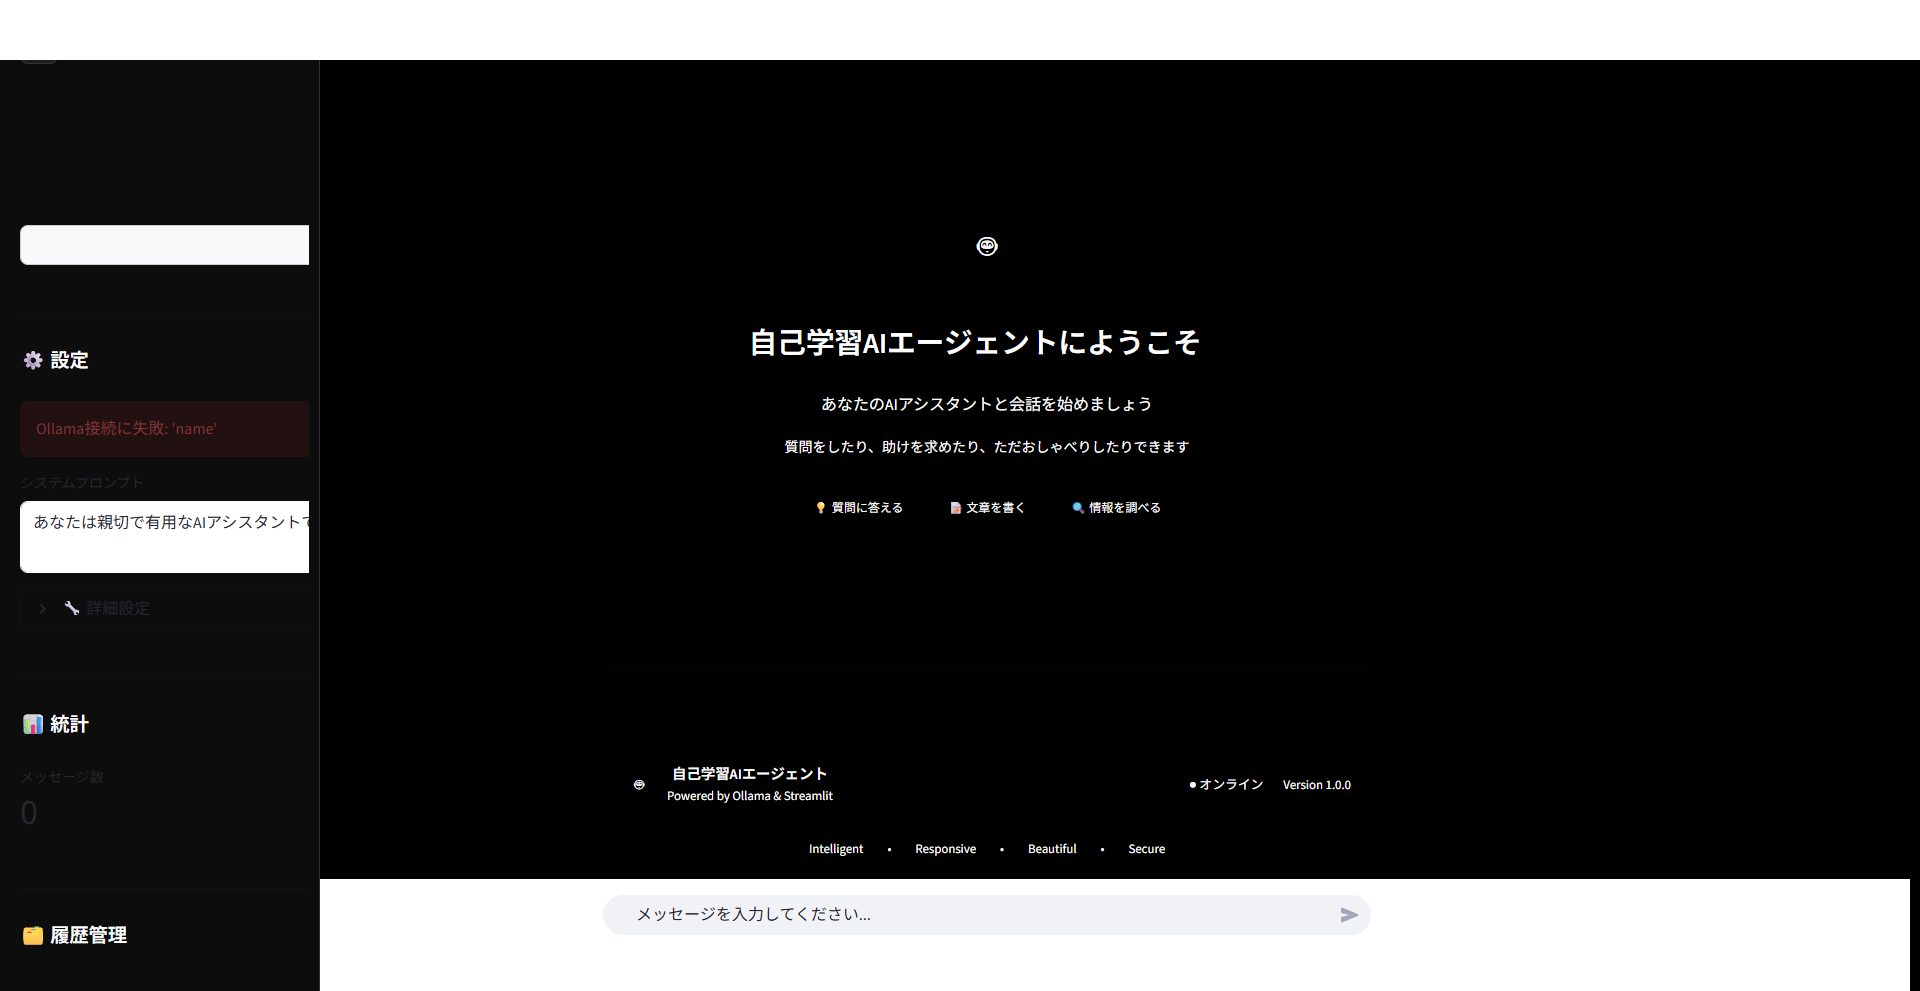 設定
Ollama接続に失敗: 'name'
システムプロンプト
あなたは親切で有用なAIアシスタントで
詳細設定
統計
メッセージ数
0
履歴管理
自己学習AIエージェントにようこそ
あなたのAIアシスタントと会話を始めましょう
質問をしたり、助けを求めたり、ただおしゃべりしたりできます
質問に答える 文章を書く 情報を調べる
自己学習AIエージェント
Powered by Ollama & Streamlit
オンライン Version 1.0.0
Intelligent • Responsive • Beautiful • Secure
メッセージを入力してください...